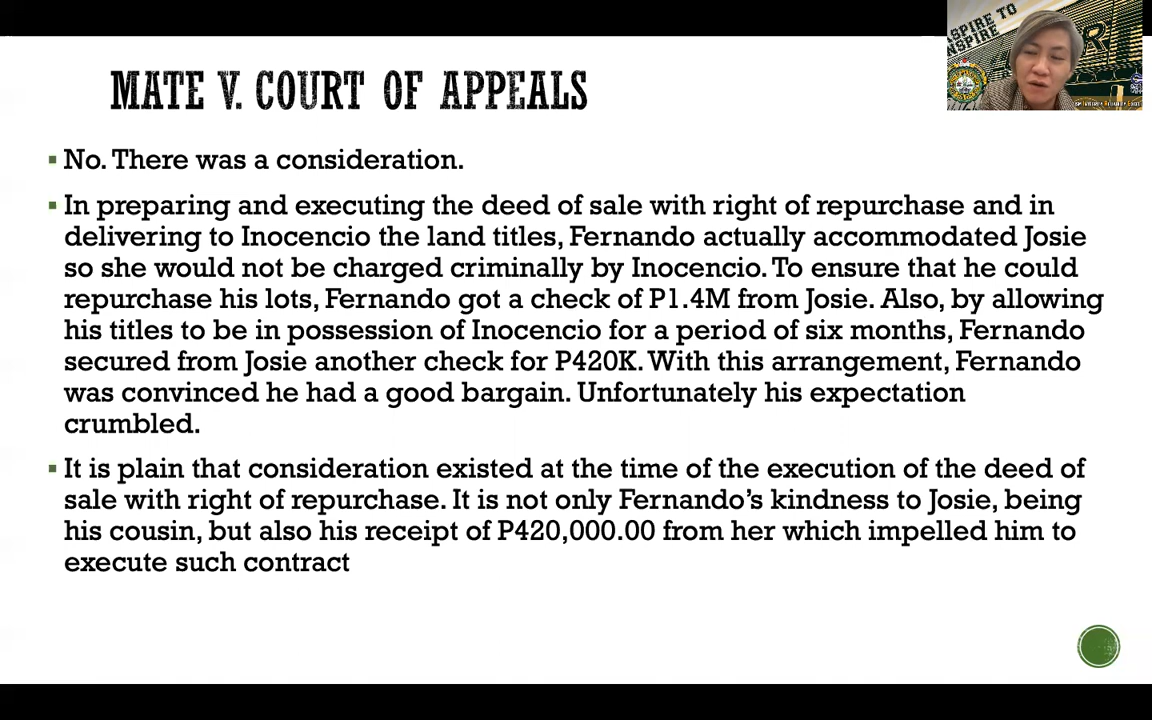 MATE V. COURT OF APPEALS
ASPIRE TO
INSPIRE
▪ No. There was a consideration.
▪ In preparing and executing the deed of sale with right of repurchase and in
delivering to Inocencio the land titles, Fernando actually accommodated Josie
so she would not be charged criminally by Inocencio. To ensure that he could
repurchase his lots, Fernando got a check of P1.4M from Josie. Also, by allowing
his titles to be in possession of Inocencio for a period of six months, Fernando
secured from Josie another check for P420K. With this arrangement, Fernando
was convinced he had a good bargain. Unfortunately his expectation
crumbled.
▪ It is plain that consideration existed at the time of the execution of the deed of
sale with right of repurchase. It is not only Fernando’s kindness to Josie, being
his cousin, but also his receipt of P420,000.00 from her which impelled him to
execute such contract